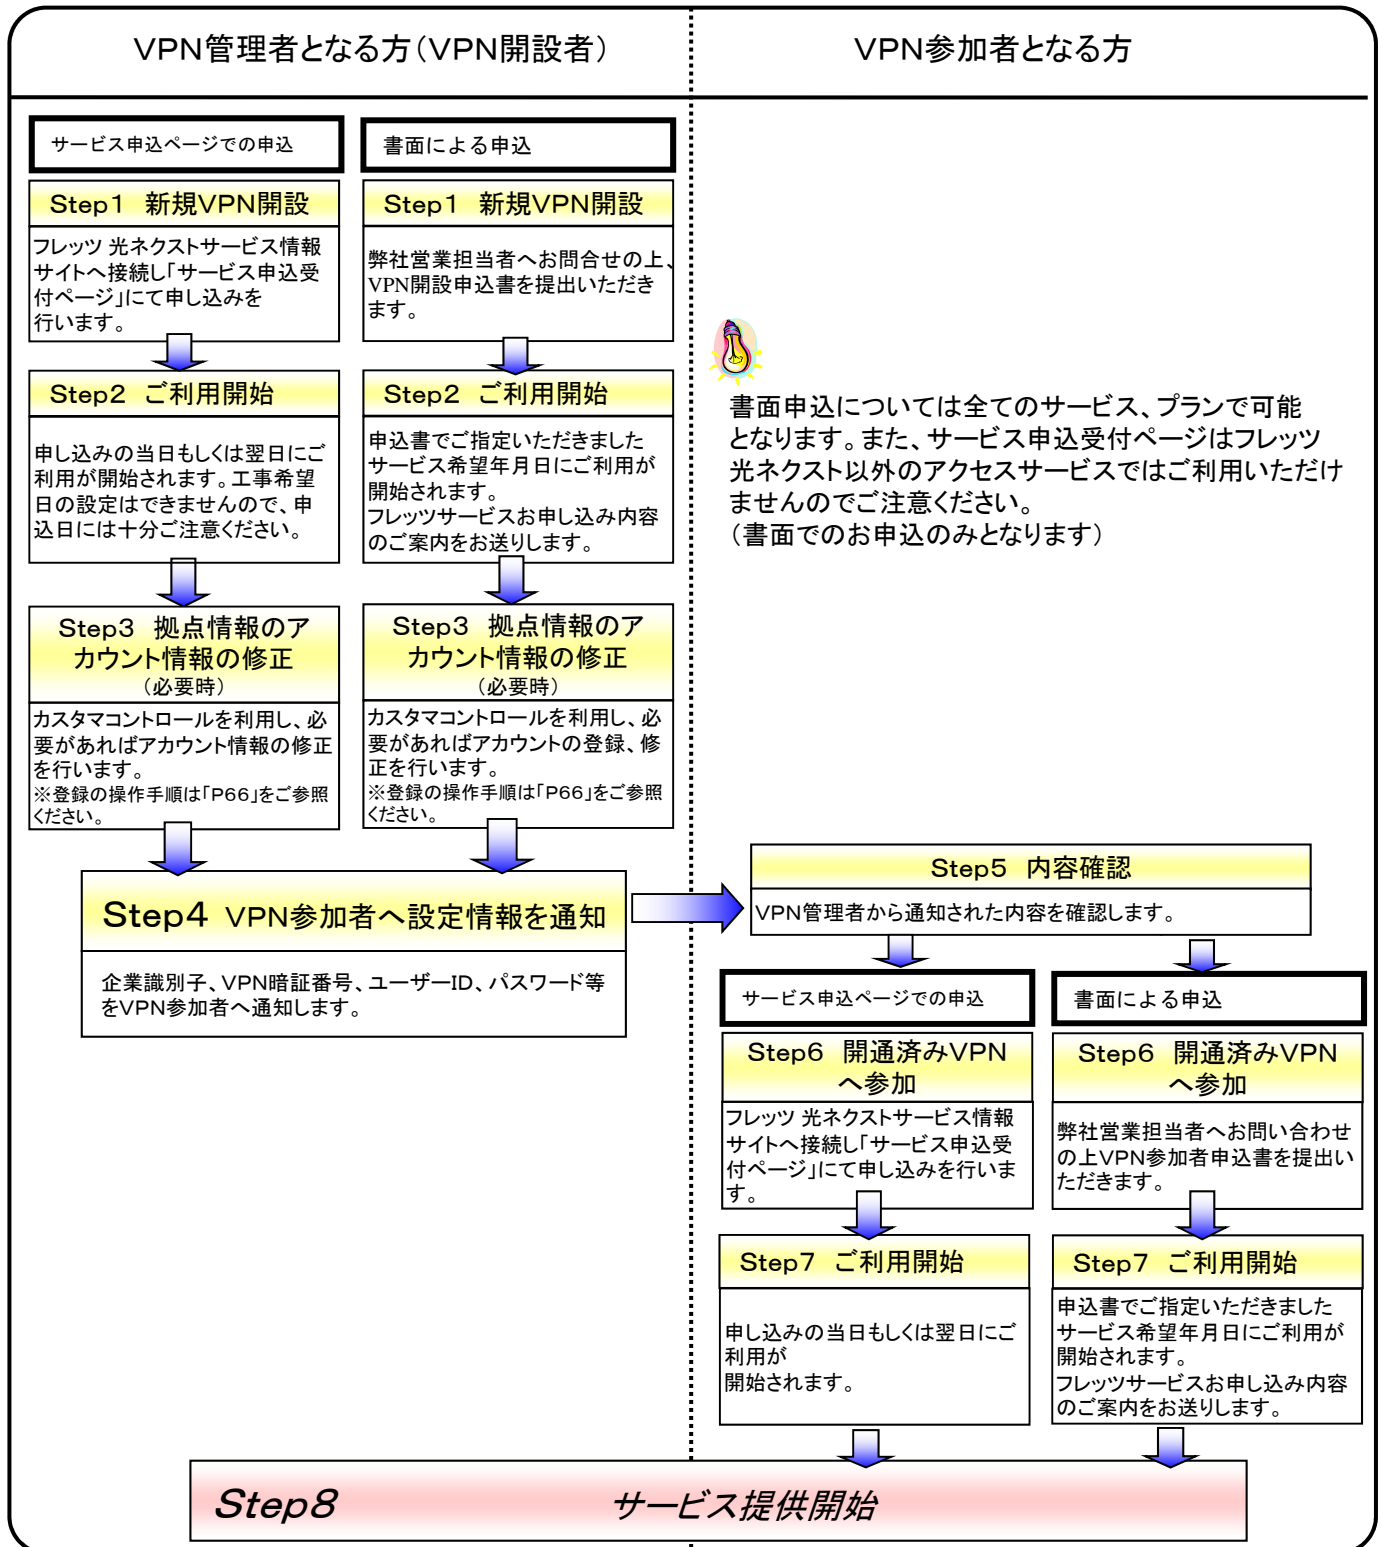 VPN管理者となる方（VPN開設者）
VPN参加者となる方
サービス申込ページでの申込
Step1 新規VPN開設
フレッツ 光ネクストサービス情報
サイトへ接続し「サービス申込受
付ページ」にて申し込みを
行います。
Step2 ご利用開始
申し込みの当日もしくは翌日にご
利用が開始されます。工事希望
日の設定はできませんので、申
込日には十分ご注意ください。
Step3 拠点情報のア
カウント情報の修正
（必要時）
カスタマコントロールを利用し、必
要があればアカウント情報の修正
を行います。
※登録の操作手順は「P66」をご参照
ください。
書面による申込
Step1 新規VPN開設
弊社営業担当者へお問合せの上、
VPN開設申込書を提出いただき
ます。
Step2 ご利用開始
申込書でご指定いただきました
サービス希望年月日にご利用が
開始されます。
フレッツサービスお申し込み内容
のご案内をお送りします。
Step3 拠点情報のア
カウント情報の修正
（必要時）
カスタマコントロールを利用し、必
要があればアカウントの登録、修
正を行います。
※登録の操作手順は「P66」をご参照
ください。
Step4 VPN参加者へ設定情報を通知
企業識別子、VPN暗証番号、ユーザーID、パスワード等
をVPN参加者へ通知します。
書面申込については全てのサービス、プランで可能
となります。また、サービス申込受付ページはフレッツ
光ネクスト以外のアクセスサービスではご利用いただけ
ませんのでご注意ください。
（書面でのお申込のみとなります）
Step5 内容確認
VPN管理者から通知された内容を確認します。
サービス申込ページでの申込
Step6 開通済みVPN
へ参加
フレッツ 光ネクストサービス情報
サイトへ接続し「サービス申込受
付ページ」にて申し込みを行いま
す。
Step7 ご利用開始
申し込みの当日もしくは翌日にご
利用が
開始されます。
書面による申込
Step6 開通済みVPN
へ参加
弊社営業担当者へお問い合わせ
の上VPN参加者申込書を提出い
ただきます。
Step7 ご利用開始
申込書でご指定いただきました
サービス希望年月日にご利用が
開始されます。
フレッツサービスお申し込み内容
のご案内をお送りします。
Step8 サービス提供開始